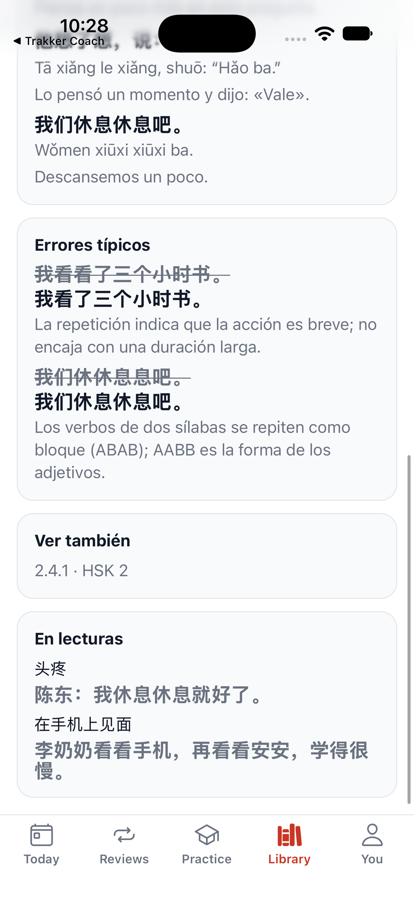 10:28
Trakker Coach
Tā xiǎng le xiǎng, shuō: “Hǎo ba.”
Lo pensó un momento y dijo: «Vale».
我们休息休息吧。
Wǒmen xiūxi xiūxi ba.
Descansemos un poco.
Errores típicos
我看看了三个小时书。
我看了三个小时书。
La repetición indica que la acción es breve; no
encaja con una duración larga.
我们休休息息吧。
我们休息休息吧。
Los verbos de dos sílabas se repiten como
bloque (ABAB); AABB es la forma de los
adjetivos.
Ver también
2.4.1 · HSK 2
En lecturas
头疼
陈东：我休息休息就好了。
在手机上见面
李奶奶看看手机，再看看安安，学得很
慢。
Today
Reviews
Practice
Library
You